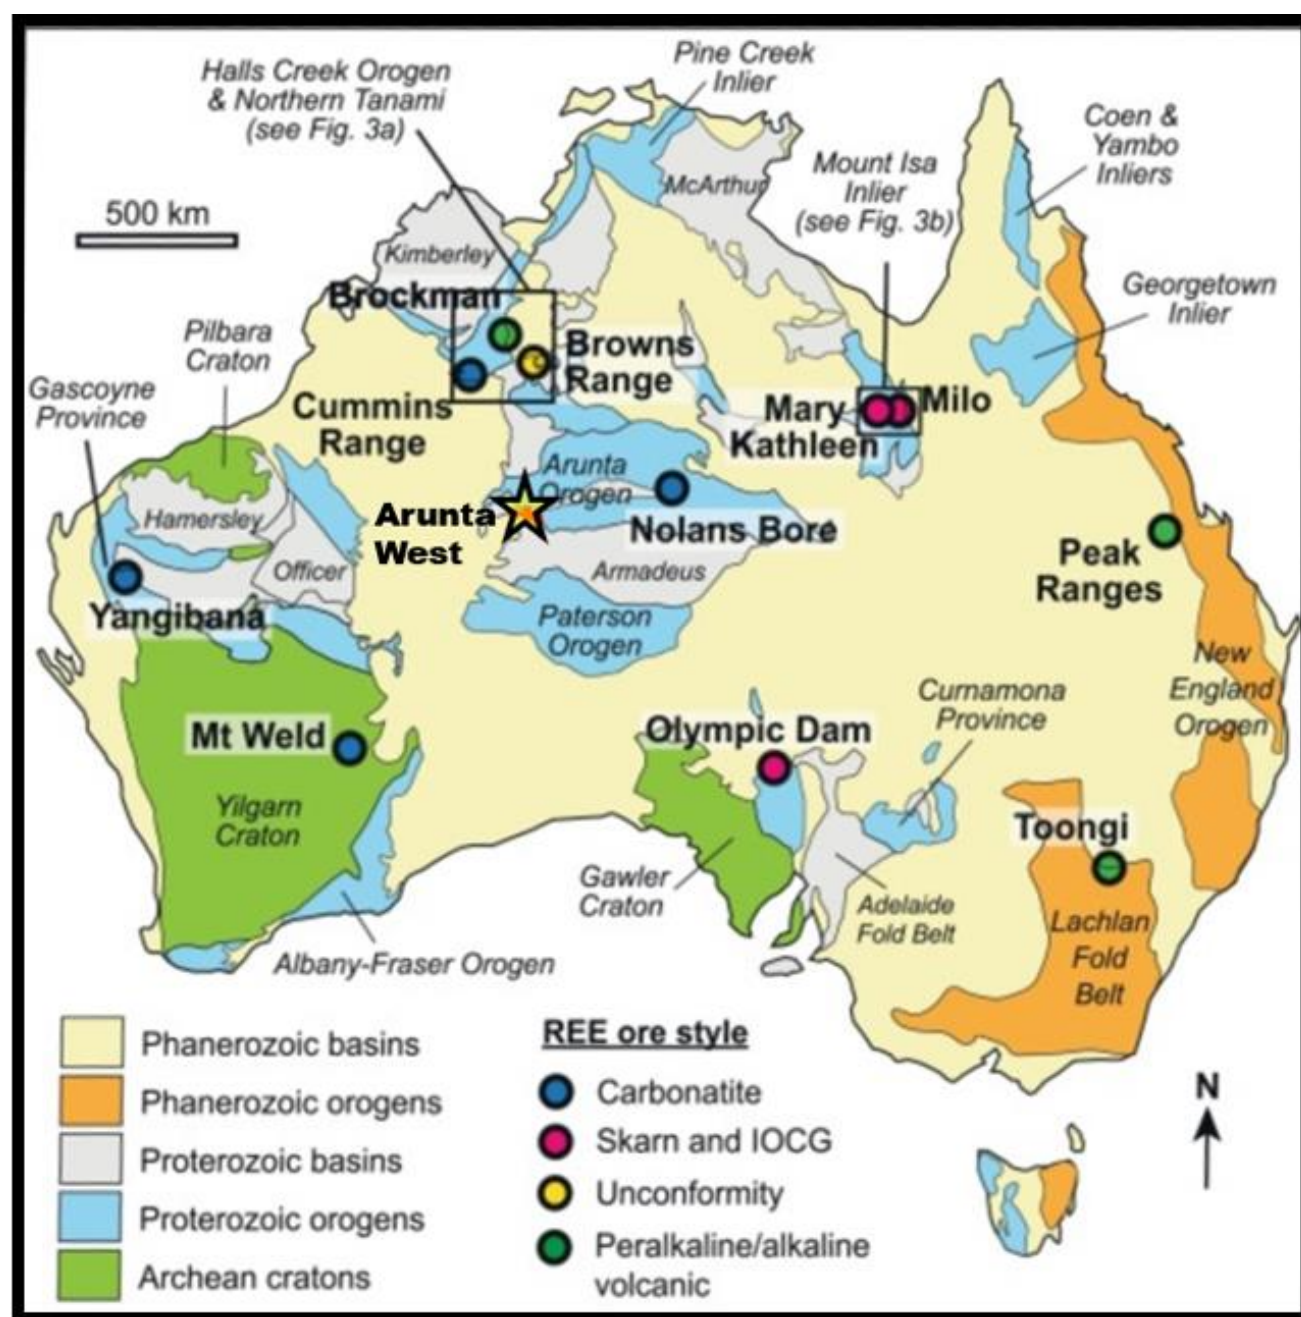 Halls Creek Orogen
& Northern Tanami
(see Fig. 3a)
Pine Creek
Inlier
Coen &
Yambo
Inliers
Mount Isa
Inlier
(see Fig. 3b)
McArthur
500 km
Kimberley
Brockman
Georgetown
Inlier
Pilbara
Craton
Browns
Range
Gascoyne
Province
Cummins
Range
Mary
Kathleen
Milo
Arunta
Orogen
Arunta
West
Nolans Bore
Hamersley
Officer
Armadeus
Peak
Ranges
Yangibana
Paterson
Orogen
New
England
Orogen
Curnamona
Province
Mt Weld
Olympic Dam
Yilgarn
Craton
Toongi
Gawler
Craton
Adelaide
Fold Belt
Lachlan
Fold
Belt
Albany-Fraser Orogen
Phanerozoic basins
Phanerozoic orogens
Proterozoic basins
Proterozoic orogens
Archean cratons
REE ore style
Carbonatite
Skarn and IOCG
Unconformity
Peralkaline/alkaline
volcanic
N